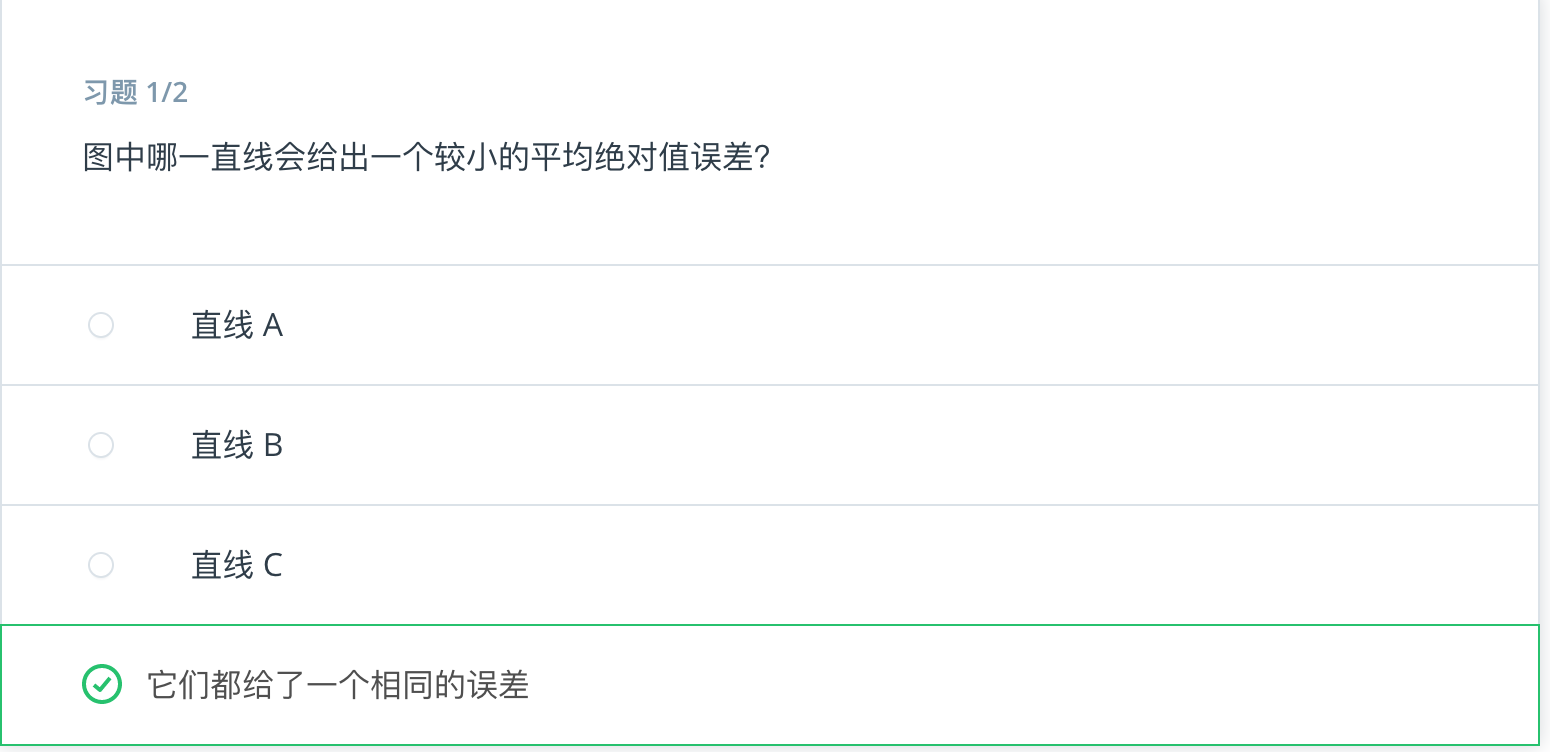 习题 1/2
图中哪一直线会给出一个较小的平均绝对值误差?
直线 A
直线 B
直线 C
它们都给了一个相同的误差